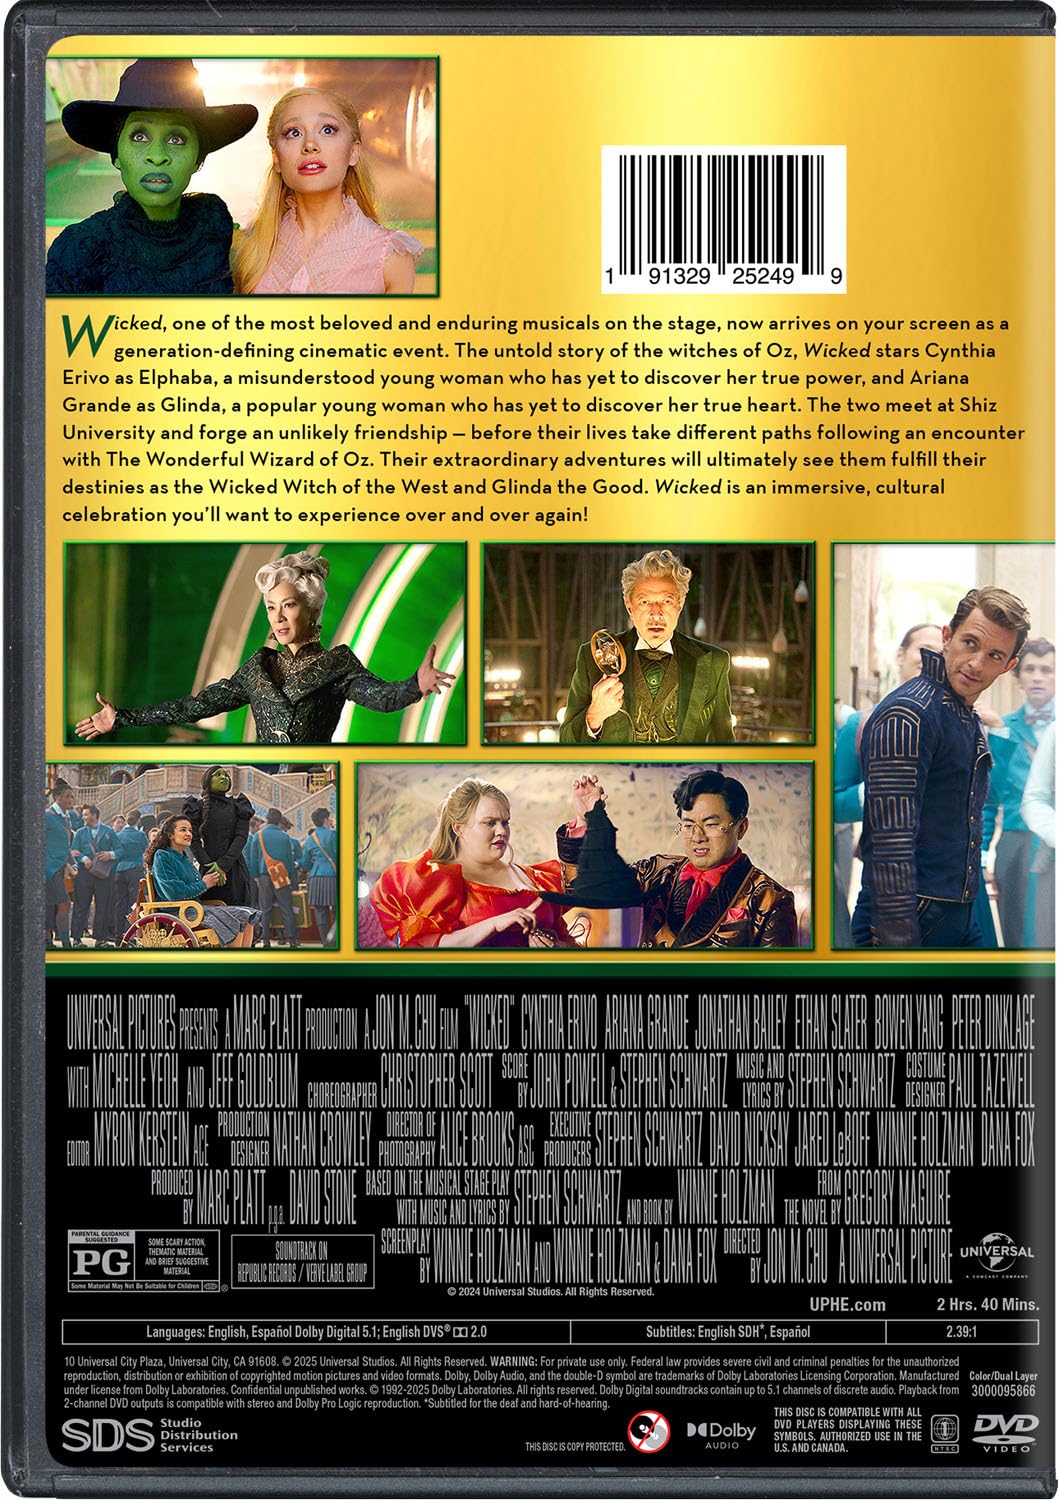 1 91329 25249 9
Wicked, one of the most beloved and enduring musicals on the stage, now arrives on your screen as a
generation-defining cinematic event. The untold story of the witches of Oz, Wicked stars Cynthia
Erivo as Elphaba, a misunderstood young woman who has yet to discover her true power, and Ariana
Grande as Glinda, a popular young woman who has yet to discover her true heart. The two meet at Shiz
University and forge an unlikely friendship – before their lives take different paths following an encounter
with The Wonderful Wizard of Oz. Their extraordinary adventures will ultimately see them fulfill their
destinies as the Wicked Witch of the West and Glinda the Good. Wicked is an immersive, cultural
celebration you'll want to experience over and over again!
UNIVERSAL PICTURES PRESENTS A MARC PLATT PRODUCTION A JON M. CHU FILM "WICKED" CYNTHIA ERIVO ARIANA GRANDE JONATHAN BAILEY ETHAN SLATER BOWEN YANG PETER DINKLAGE
WITH MICHELLE YEOH AND JEFF GOLDBLUM CHOREOGRAPHER CHRISTOPHER SCOTT SCORE BY JOHN POWELL & STEPHEN SCHWARTZ MUSIC AND LYRICS BY STEPHEN SCHWARTZ COSTUME DESIGNER PAUL TAZEWELL
EDITOR MYRON KERSTEIN ACE PRODUCTION DESIGNER NATHAN CROWLEY DIRECTOR OF PHOTOGRAPHY ALICE BROOKS ASC EXECUTIVE PRODUCERS STEPHEN SCHWARTZ DAVID NICKSAY JARED LeBOFF WINNIE HOLZMAN DANA FOX
PRODUCED BY MARC PLATT p.g.a. DAVID STONE BASED ON THE MUSICAL STAGE PLAY WITH MUSIC AND LYRICS BY STEPHEN SCHWARTZ AND BOOK BY WINNIE HOLZMAN FROM THE NOVEL BY GREGORY MAGUIRE
SCREENPLAY BY WINNIE HOLZMAN AND WINNIE HOLZMAN & DANA FOX DIRECTED BY JON M. CHU A UNIVERSAL PICTURE
PARENTAL GUIDANCE SUGGESTED
PG
SOME SCARY ACTION,
THEMATIC MATERIAL
AND BRIEF SUGGESTIVE
MATERIAL
Some Material May Not Be Suitable for Children
SOUNDTRACK ON
REPUBLIC RECORDS / VERVE LABEL GROUP
UNIVERSAL
A COMCAST COMPANY
© 2024 Universal Studios. All Rights Reserved.
UPHE.com 2 Hrs. 40 Mins.
Languages: English, Español Dolby Digital 5.1; English DVS® 2.0
Subtitles: English SDH*, Español
2.39:1
10 Universal City Plaza, Universal City, CA 91608. © 2025 Universal Studios. All Rights Reserved. WARNING: For private use only. Federal law provides severe civil and criminal penalties for the unauthorized
reproduction, distribution or exhibition of copyrighted motion pictures and video formats. Dolby, Dolby Audio, and the double-D symbol are trademarks of Dolby Laboratories Licensing Corporation. Manufactured
under license from Dolby Laboratories. Confidential unpublished works. © 1992-2025 Dolby Laboratories. All rights reserved. Dolby Digital soundtracks contain up to 5.1 channels of discrete audio. Playback from
2-channel DVD outputs is compatible with stereo and Dolby Pro Logic reproduction. *Subtitled for the deaf and hard-of-hearing.
Color/Dual Layer
3000095866
SDS Studio
Distribution
Services
THIS DISC IS COPY PROTECTED.
Dolby
AUDIO
THIS DISC IS COMPATIBLE WITH ALL
DVD PLAYERS DISPLAYING THESE
SYMBOLS. AUTHORIZED USE IN THE
U.S. AND CANADA.
1
NTSC
DVD
VIDEO